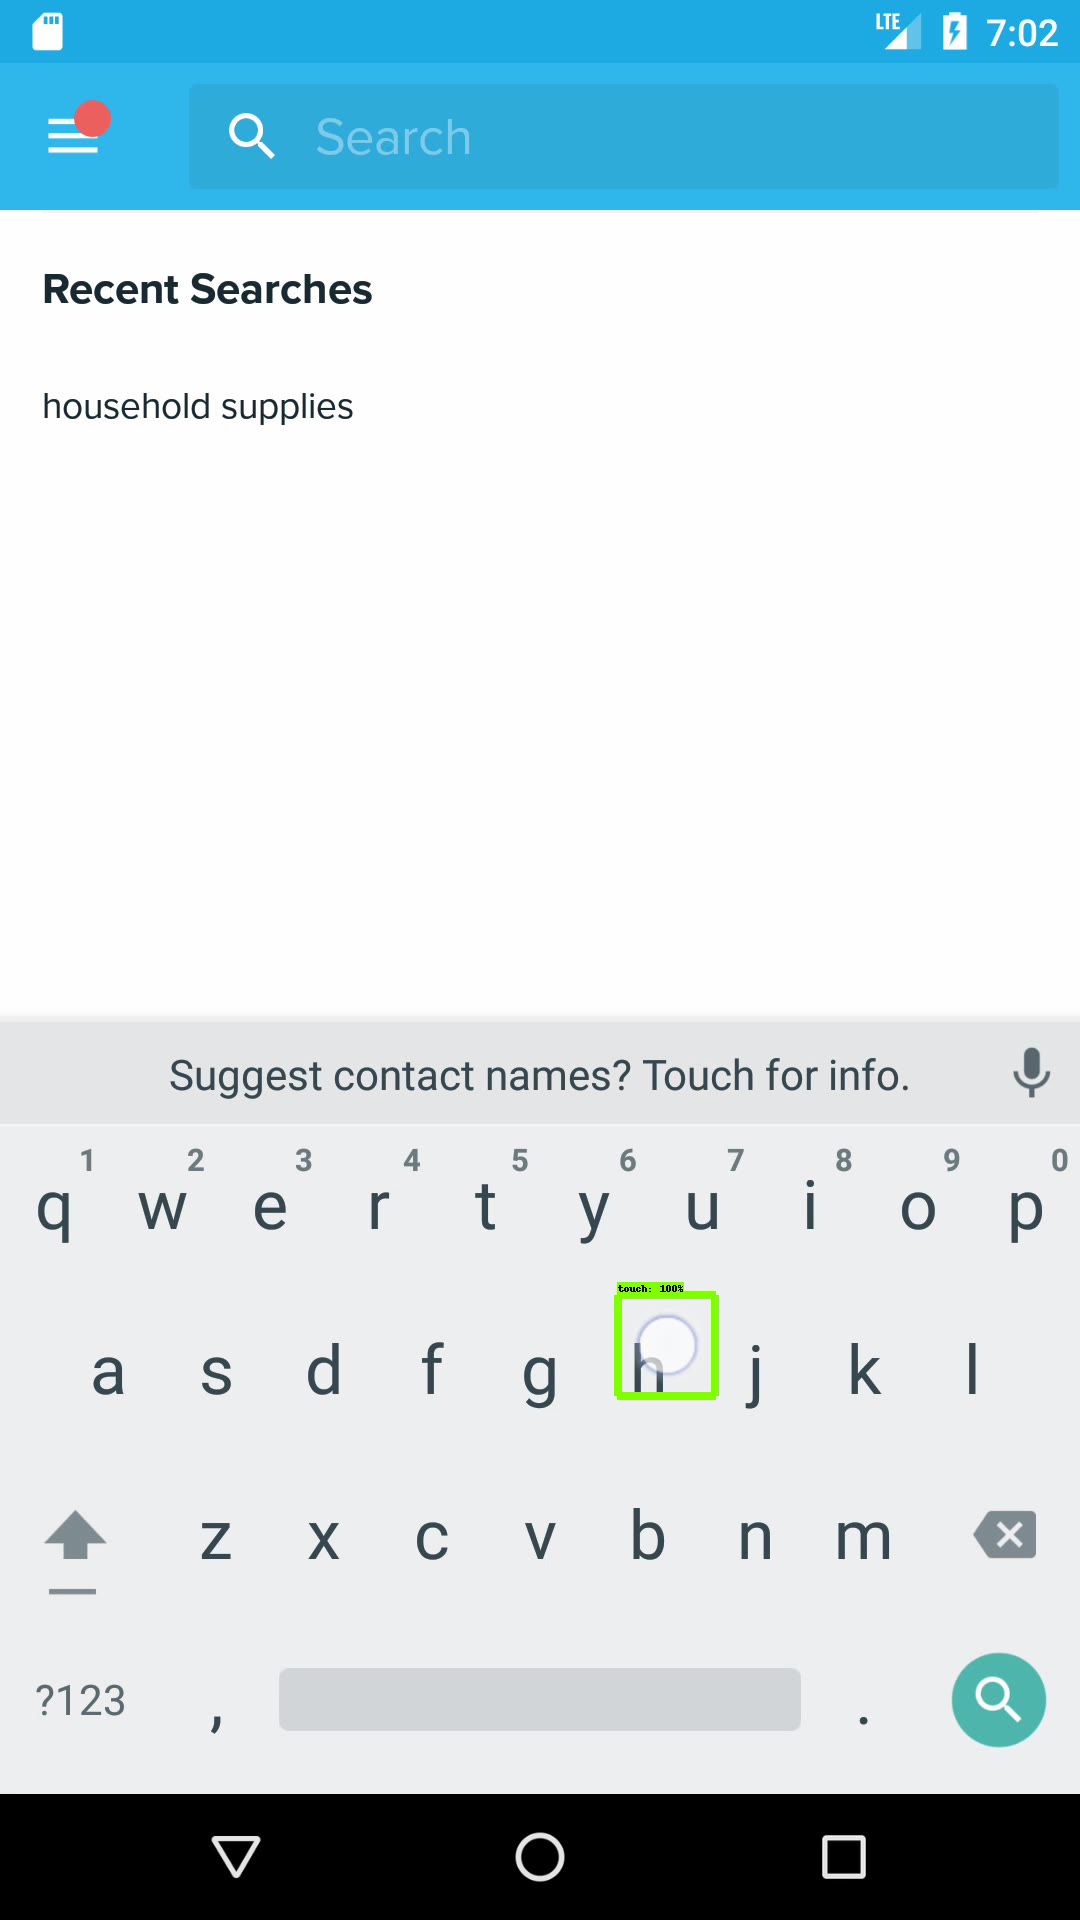 LTE 7:02
Search
Recent Searches
household supplies
Suggest contact names? Touch for info.
1 2 3 4 5 6 7 8 9 0
q w e r t y u i o p
touch: 100%
a s d f g h j k l
z x c v b n m
?123 , .